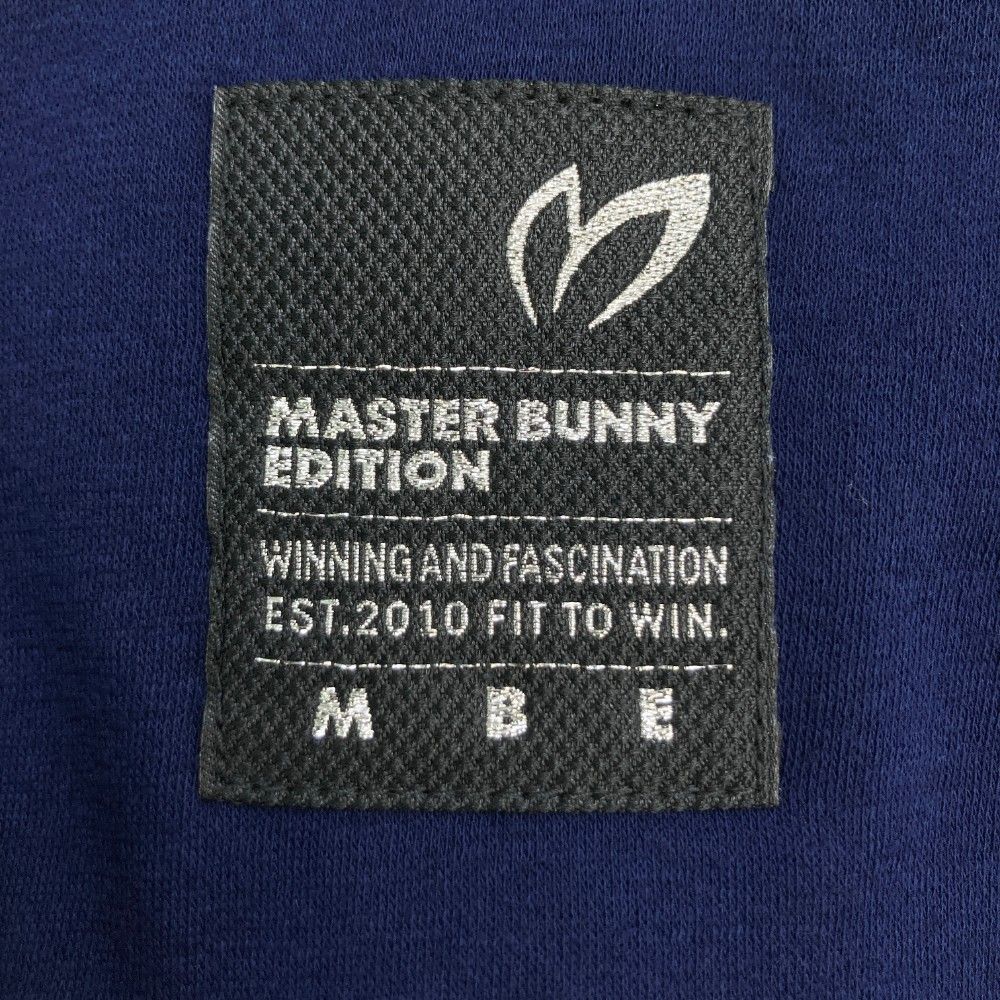 MASTER BUNNY
EDITION
WINNING AND FASCINATION
EST.2010 FIT TO WIN.
M B E